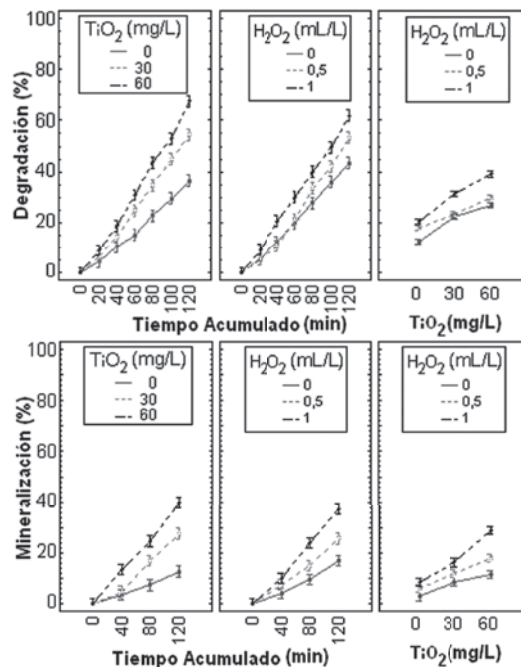 TiO2 (mg/L)
0
30
60
H2O2 (mL/L)
0
0,5
1
H2O2 (mL/L)
0
0,5
1
Degradación (%)
100
80
60
40
20
0
0 20 40 60 80 100 120
0 20 40 60 80 100 120
0 30 60
Tiempo Acumulado (min)
TiO2(mg/L)
TiO2 (mg/L)
0
30
60
H2O2 (mL/L)
0
0,5
1
H2O2 (mL/L)
0
0,5
1
Mineralización (%)
100
80
60
40
20
0
0 40 80 120
0 40 80 120
0 30 60
Tiempo Acumulado (min)
TiO2(mg/L)